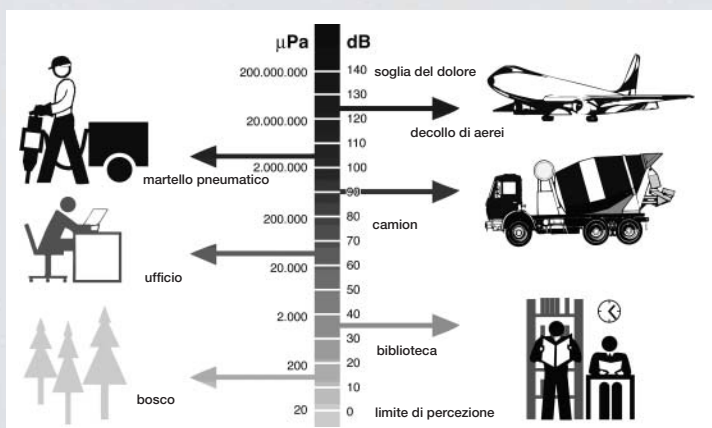 µPa dB
200.000.000 140 soglia del dolore
130
20.000.000 120 decollo di aerei
110
martello pneumatico 2.000.000 100
90
200.000 80 camion
70
ufficio 20.000 60
50
2.000 40
30 biblioteca
200 20
bosco 10
20 0 limite di percezione